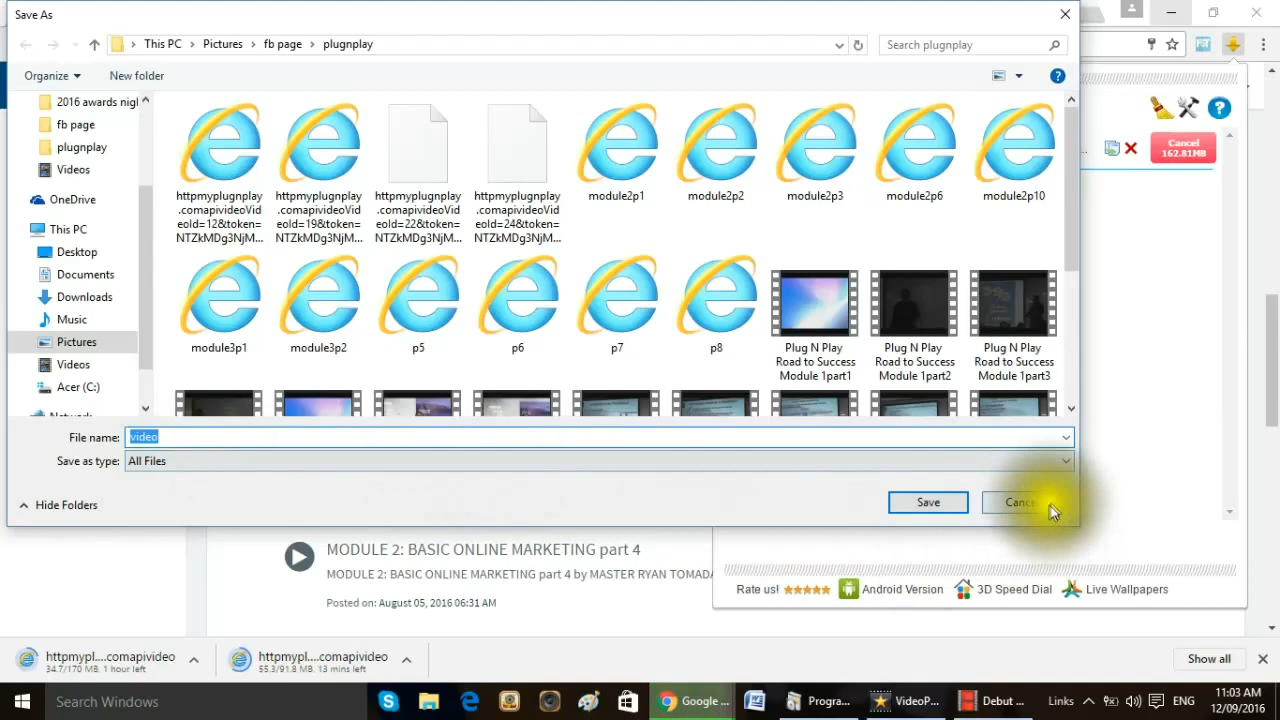 Save As
This PC > Pictures > fb page > plugnplay
Search plugnplay
Organize
New folder
2016 awards nigh
fb page
plugnplay
Videos
OneDrive
This PC
Desktop
Documents
Downloads
Music
Pictures
Videos
Acer (C:)
httpmyplugnplay
.comapivideoVid
eoId=12&token=
NTZkMDg3NjM...
httpmyplugnplay
.comapivideoVid
eoId=19&token=
NTZkMDg3NjM...
httpmyplugnplay
.comapivideoVid
eoId=22&token=
NTZkMDg3NjM...
httpmyplugnplay
.comapivideoVid
eoId=24&token=
NTZkMDg3NjM...
module2p1
module2p2
module2p3
module2p6
module2p10
module3p1
module3p2
p5
p6
p7
p8
Plug N Play
Road to Success
Module 1part1
Plug N Play
Road to Success
Module 1part2
Plug N Play
Road to Success
Module 1part3
File name: video
Save as type: All Files
Hide Folders
Save
Cancel
... Cancel
162.81MB
MODULE 2: BASIC ONLINE MARKETING part 4
MODULE 2: BASIC ONLINE MARKETING part 4 by MASTER RYAN TOMADA
Posted on: August 05, 2016 06:31 AM
Rate us! Android Version 3D Speed Dial Live Wallpapers
httpmypl....comapivideo
34.7/170 MB, 1 hour left
httpmypl....comapivideo
55.3/91.8 MB, 13 mins left
Show all
Search Windows
Google ...
Progra...
VideoP...
Debut ...
Links
ENG
11:03 AM
12/09/2016